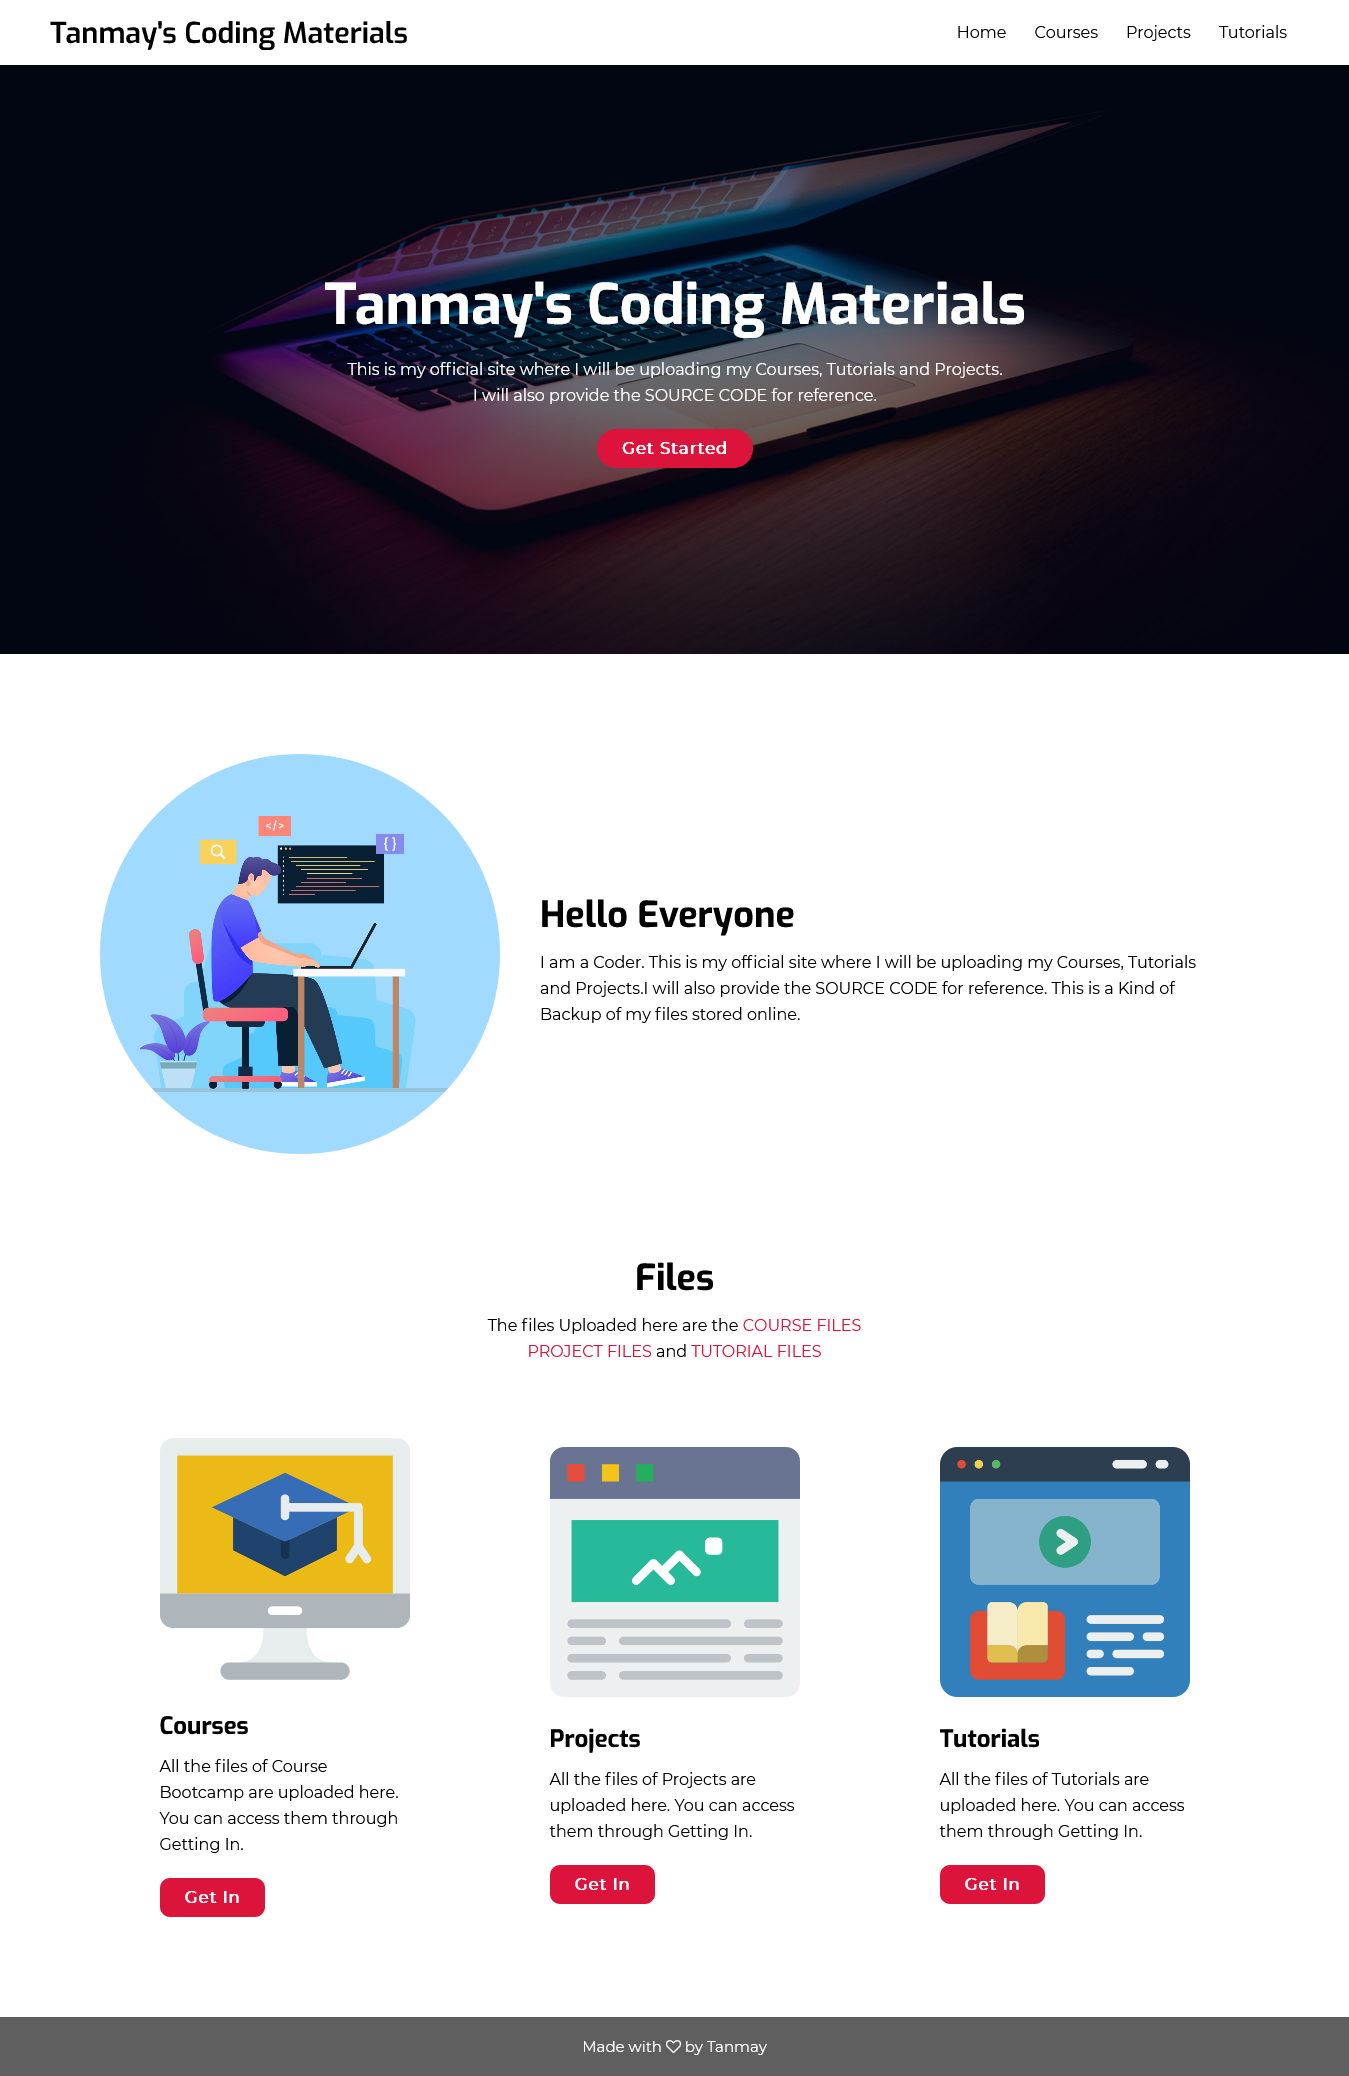 Tanmay's Coding Materials
Home Courses Projects Tutorials
Tanmay's Coding Materials
This is my official site where I will be uploading my Courses, Tutorials and Projects.
I will also provide the SOURCE CODE for reference.
Get Started
</>
{ }
Hello Everyone
I am a Coder. This is my official site where I will be uploading my Courses, Tutorials
and Projects.I will also provide the SOURCE CODE for reference. This is a Kind of
Backup of my files stored online.
Files
The files Uploaded here are the COURSE FILES
PROJECT FILES and TUTORIAL FILES
Courses
All the files of Course
Bootcamp are uploaded here.
You can access them through
Getting In.
Get In
Projects
All the files of Projects are
uploaded here. You can access
them through Getting In.
Get In
Tutorials
All the files of Tutorials are
uploaded here. You can access
them through Getting In.
Get In
Made with ♡ by Tanmay